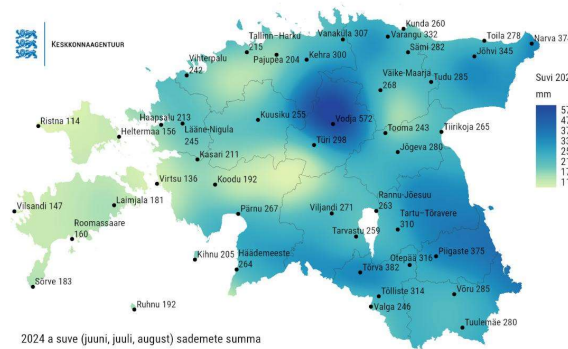 KESKKONNAAGENTUUR
Tallinn-Harku
215
Vanaküla 307
Kunda 260
Varangu 332
Toila 278
Pajupea 204
Kehra 300
Sämi 282
Jõhvi 345
Vihterpalu
242
Väike-Maarja
268
Tudu 285
Suvi
mm
Ristna 114
Haapsalu 213
Heltermaa 156
Lääne-Nigula
245
Kuusiku 255
Vodja 572
Tooma 243
Tiirikoja 265
Türi 298
Jõgeva 280
Kasari 211
Virtsu 136
Koodu 192
Vilsandi 147
Laimjala 181
Roomassaare
160
Pärnu 267
Viljandi 271
Rannu-Jõesuu
263
Tartu-Tõravere
310
Tarvastu 259
Kihnu 205
Häädemeeste
264
Otepää 316
Piigaste 375
Sõrve 183
Tõrva 382
Ruhnu 192
Tõlliste 314
Valga 246
Võru 285
Tuulemäe 280
2024 a suve (juuni, juuli, august) sademete summa